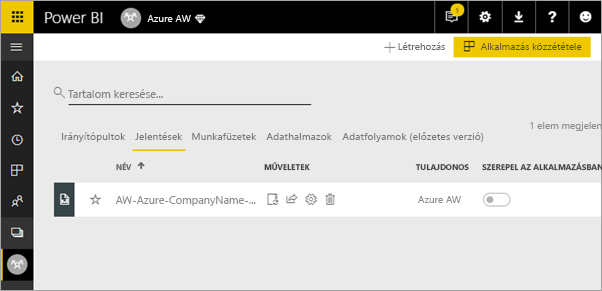 Power BI Azure AW 1
Létrehozás Alkalmazás közzététele
Tartalom keresése...
1 elem megjelen
Irányítópultok Jelentések Munkafüzetek Adathalmazok Adatfolyamok (előzetes verzió)
NÉV MŰVELETEK TULAJDONOS SZEREPEL AZ ALKALMAZÁSBAN
AW-Azure-CompanyName-... Azure AW